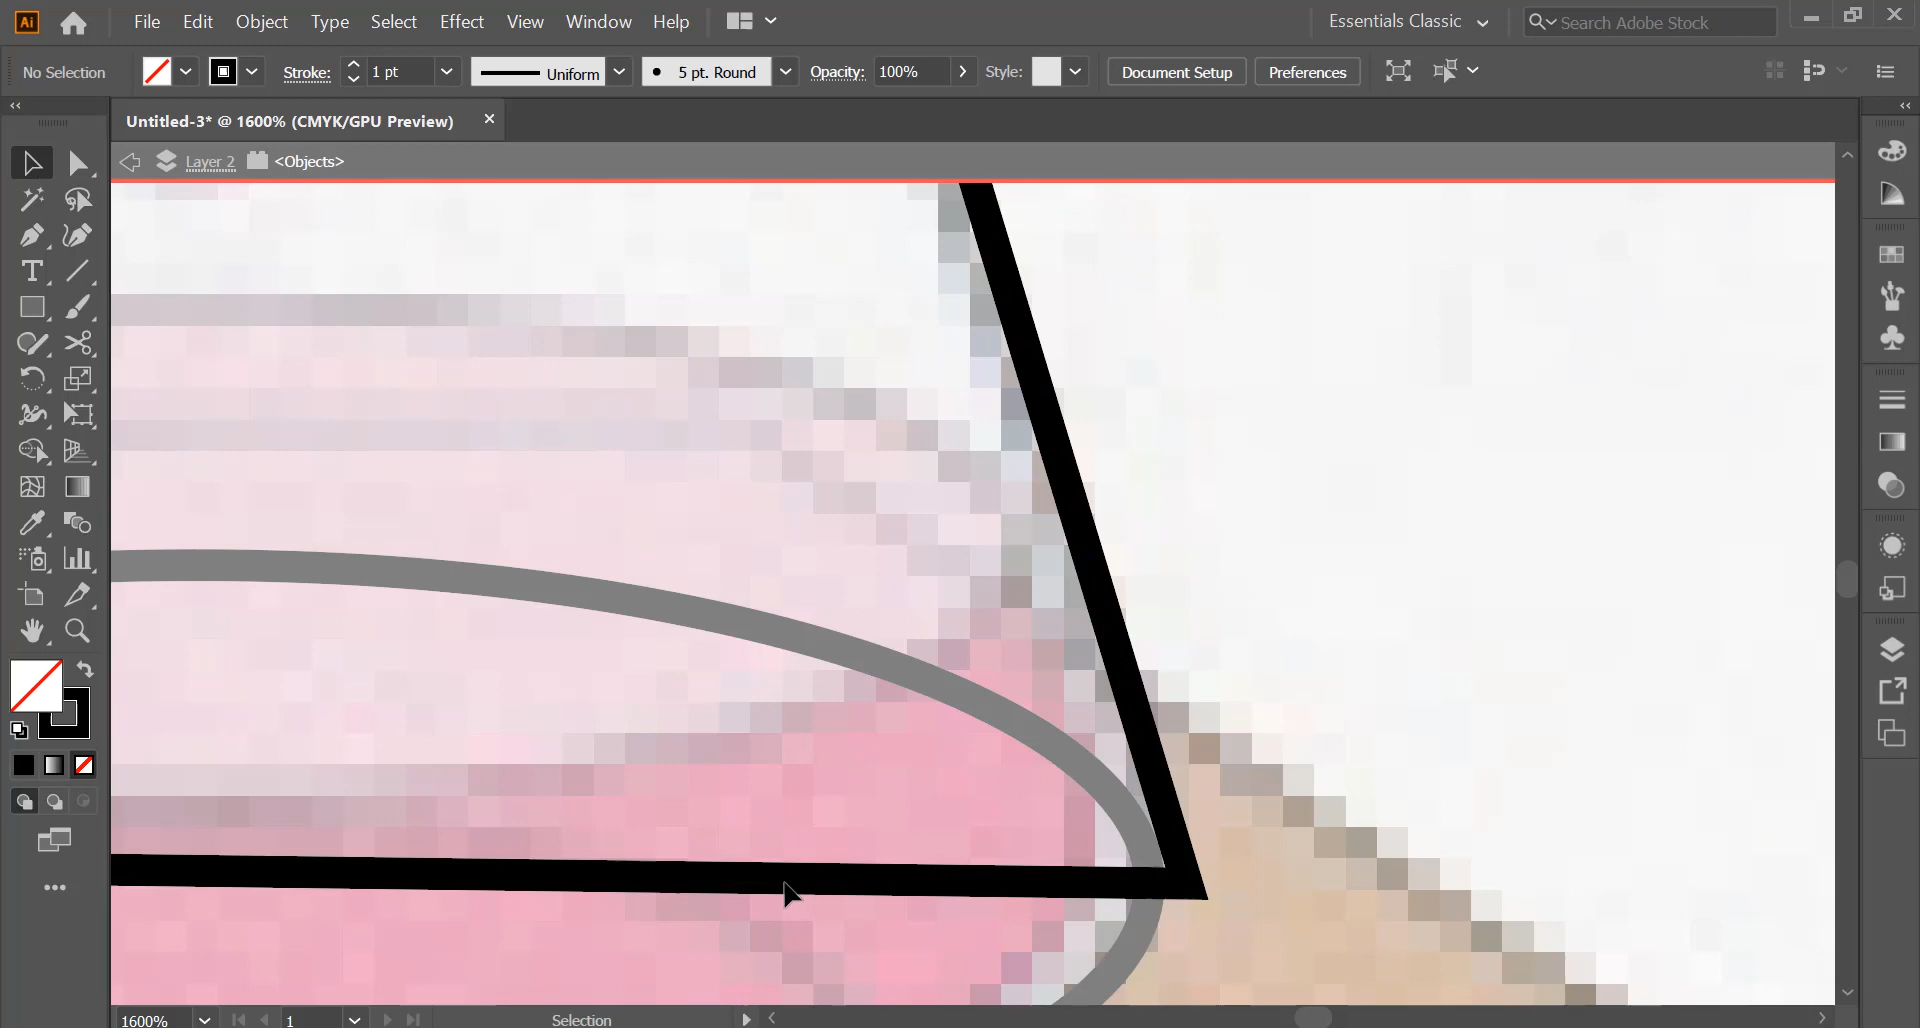 Ai File Edit Object Type Select Effect View Window Help Essentials Classic Search Adobe Stock
No Selection Stroke: 1 pt Uniform 5 pt. Round Opacity: 100% Style: Document Setup Preferences
Untitled-3* @ 1600% (CMYK/GPU Preview)
Layer 2 <Objects>
1600% 1 Selection